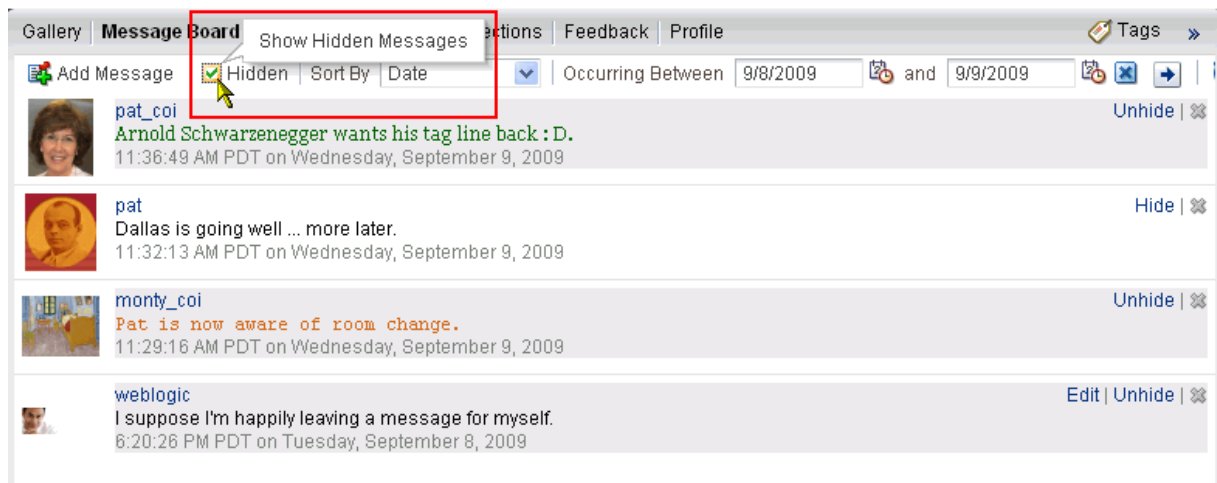 Gallery Message Board Feedback Profile Tags »
Show Hidden Messages
Add Message Hidden Sort By Date Occurring Between 9/8/2009 and 9/9/2009
pat_coi Unhide |
Arnold Schwarzenegger wants his tag line back : D.
11:36:49 AM PDT on Wednesday, September 9, 2009
pat Hide |
Dallas is going well ... more later.
11:32:13 AM PDT on Wednesday, September 9, 2009
monty_coi Unhide |
Pat is now aware of room change.
11:29:16 AM PDT on Wednesday, September 9, 2009
weblogic Edit | Unhide |
I suppose I'm happily leaving a message for myself.
6:20:26 PM PDT on Tuesday, September 8, 2009